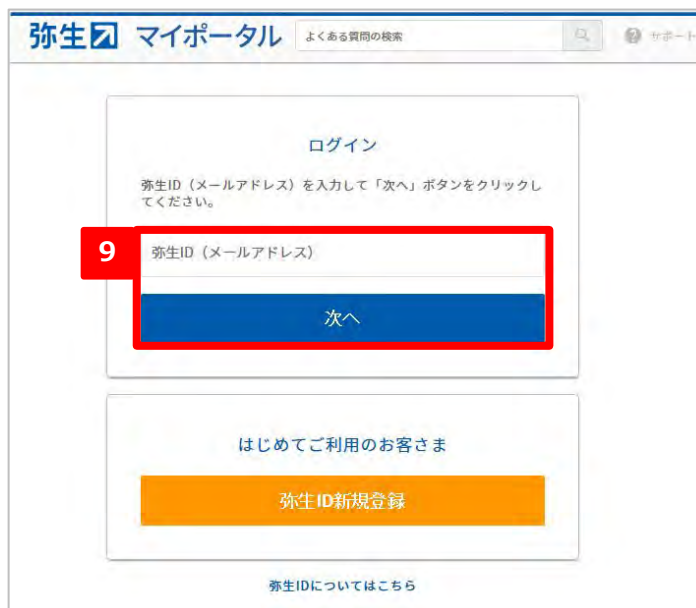 弥生 マイポータル よくある質問の検索 サポート
ログイン
弥生ID（メールアドレス）を入力して「次へ」ボタンをクリックし
てください。
9
弥生ID（メールアドレス）
次へ
はじめてご利用のお客さま
弥生ID新規登録
弥生IDについてはこちら